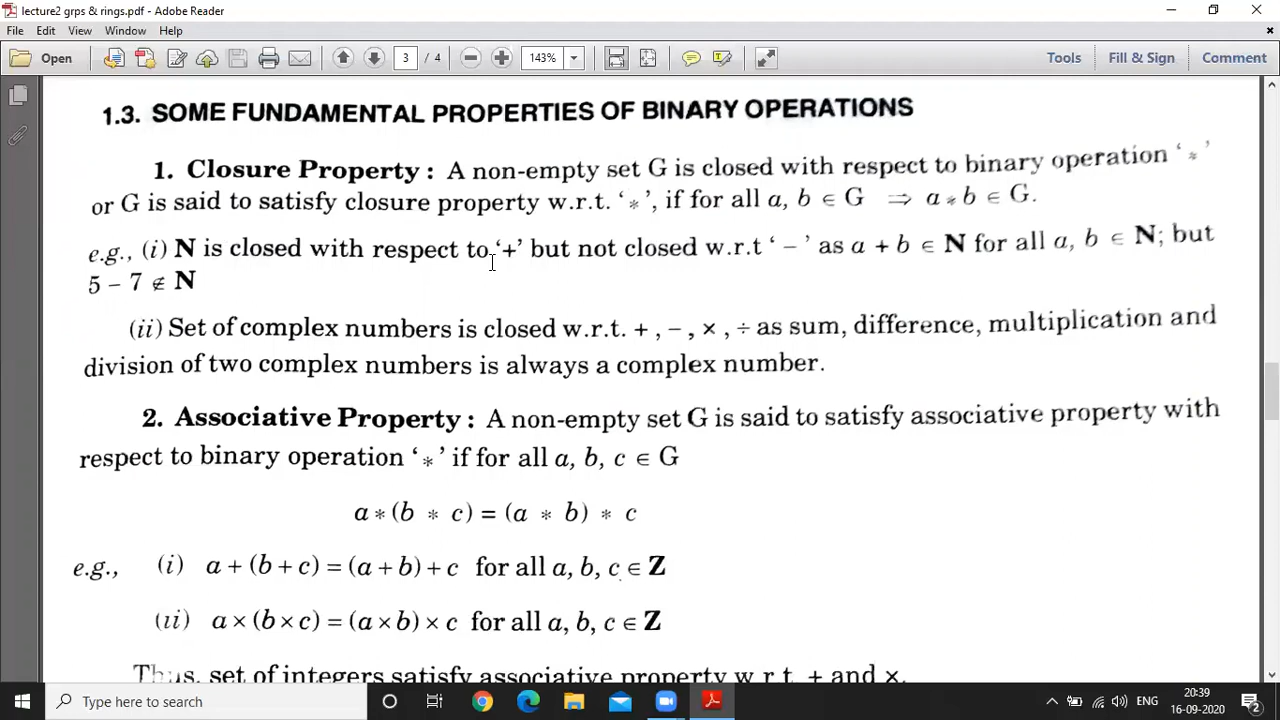 lecture2 grps & rings.pdf - Adobe Reader
File Edit View Window Help
Open 3 / 4 143% Tools Fill & Sign Comment
1.3. SOME FUNDAMENTAL PROPERTIES OF BINARY OPERATIONS
1. Closure Property : A non-empty set G is closed with respect to binary operation ‘ * ’
or G is said to satisfy closure property w.r.t. ‘ * ’, if for all a, b ∈ G ⇒ a * b ∈ G.
e.g., (i) N is closed with respect to ‘+’ but not closed w.r.t ‘ – ’ as a + b ∈ N for all a, b ∈ N; but
5 – 7 ∉ N
(ii) Set of complex numbers is closed w.r.t. + , – , × , ÷ as sum, difference, multiplication and
division of two complex numbers is always a complex number.
2. Associative Property : A non-empty set G is said to satisfy associative property with
respect to binary operation ‘ * ’ if for all a, b, c ∈ G
a * (b * c) = (a * b) * c
e.g., (i) a + (b + c) = (a + b) + c for all a, b, c ∈ Z
(ii) a × (b × c) = (a × b) × c for all a, b, c ∈ Z
Thus, set of integers satisfy associative property w.r.t. + and ×.
Type here to search
ENG
20:39
16-09-2020
2